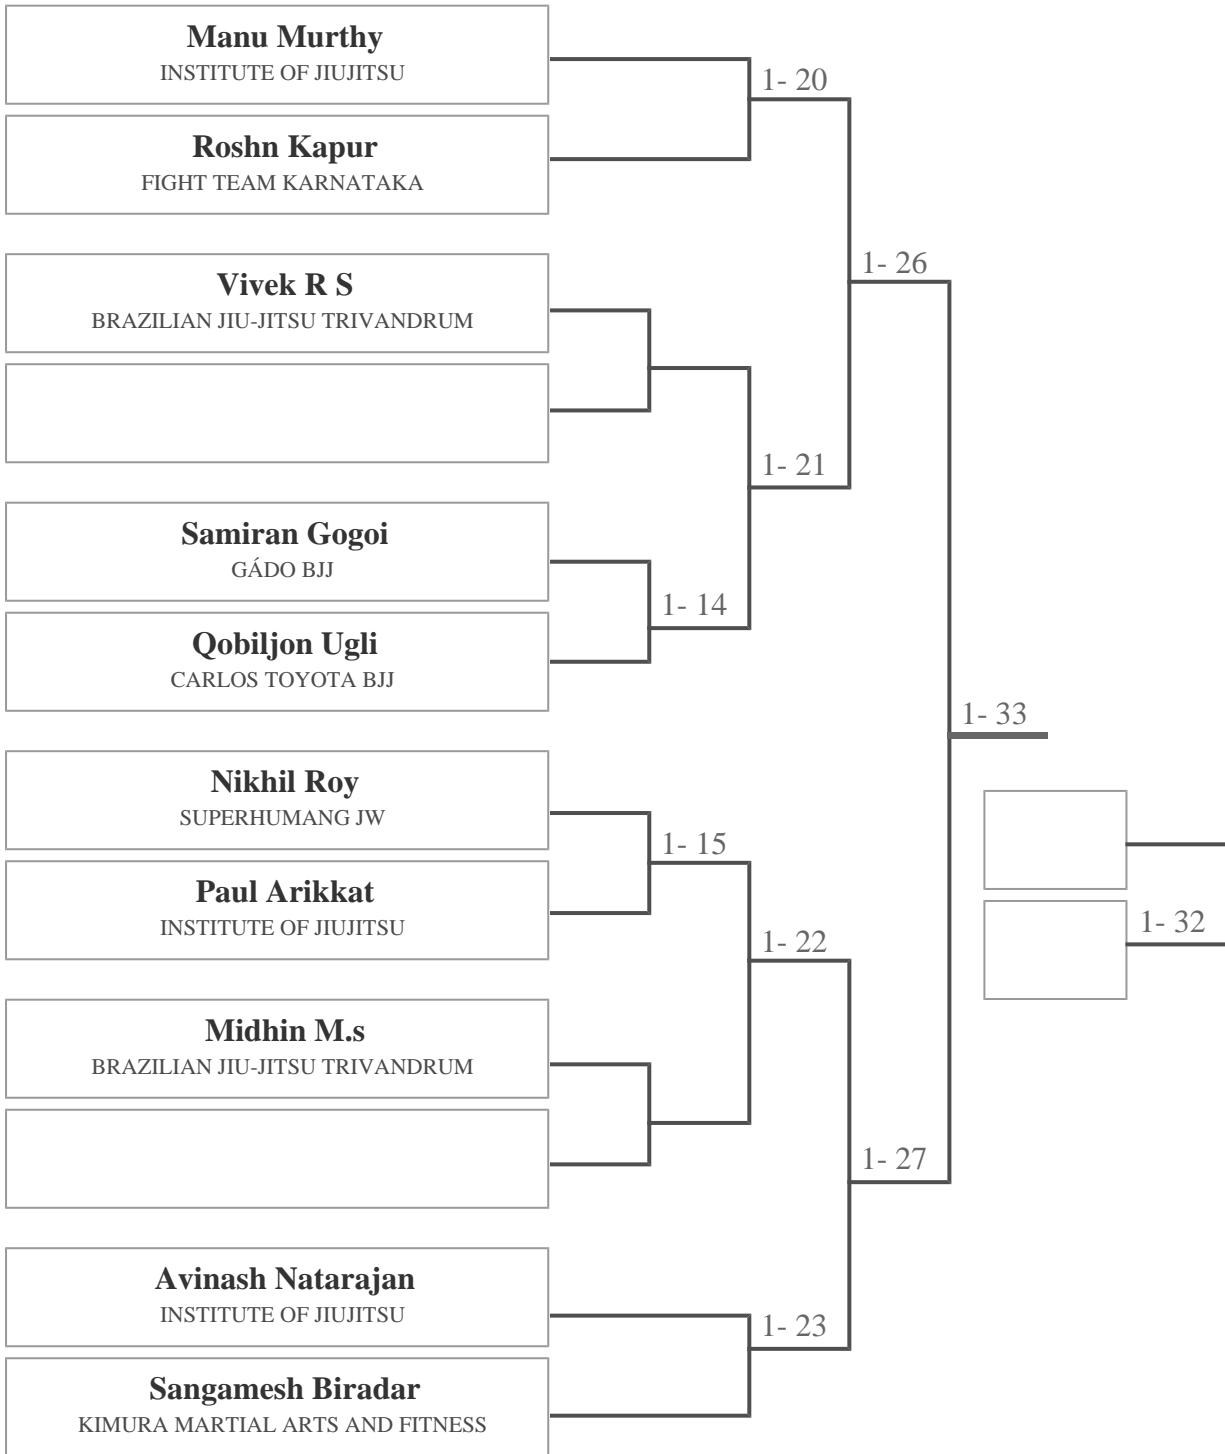 Manu Murthy
INSTITUTE OF JIUJITSU
1- 20
Roshn Kapur
FIGHT TEAM KARNATAKA
1- 26
Vivek R S
BRAZILIAN JIU-JITSU TRIVANDRUM
1- 21
Samiran Gogoi
GÁDO BJJ
1- 14
Qobiljon Ugli
CARLOS TOYOTA BJJ
1- 33
Nikhil Roy
SUPERHUMANG JW
1- 15
Paul Arikkat
INSTITUTE OF JIUJITSU
1- 32
1- 22
Midhin M.s
BRAZILIAN JIU-JITSU TRIVANDRUM
1- 27
Avinash Natarajan
INSTITUTE OF JIUJITSU
1- 23
Sangamesh Biradar
KIMURA MARTIAL ARTS AND FITNESS